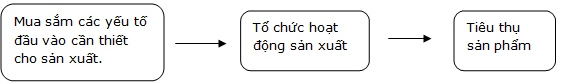 Mua sắm các yếu tố
đầu vào cần thiết
cho sản xuất.
Tổ chức hoạt
động sản xuất
Tiêu thụ
sản phẩm